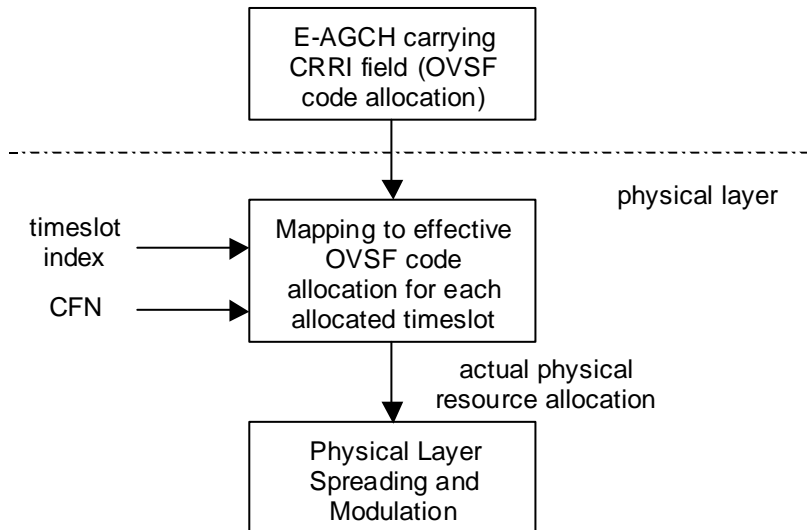 E-AGCH carrying
CRRI field (OVSF
code allocation)
physical layer
timeslot
index
CFN
Mapping to effective
OVSF code
allocation for each
allocated timeslot
actual physical
resource allocation
Physical Layer
Spreading and
Modulation